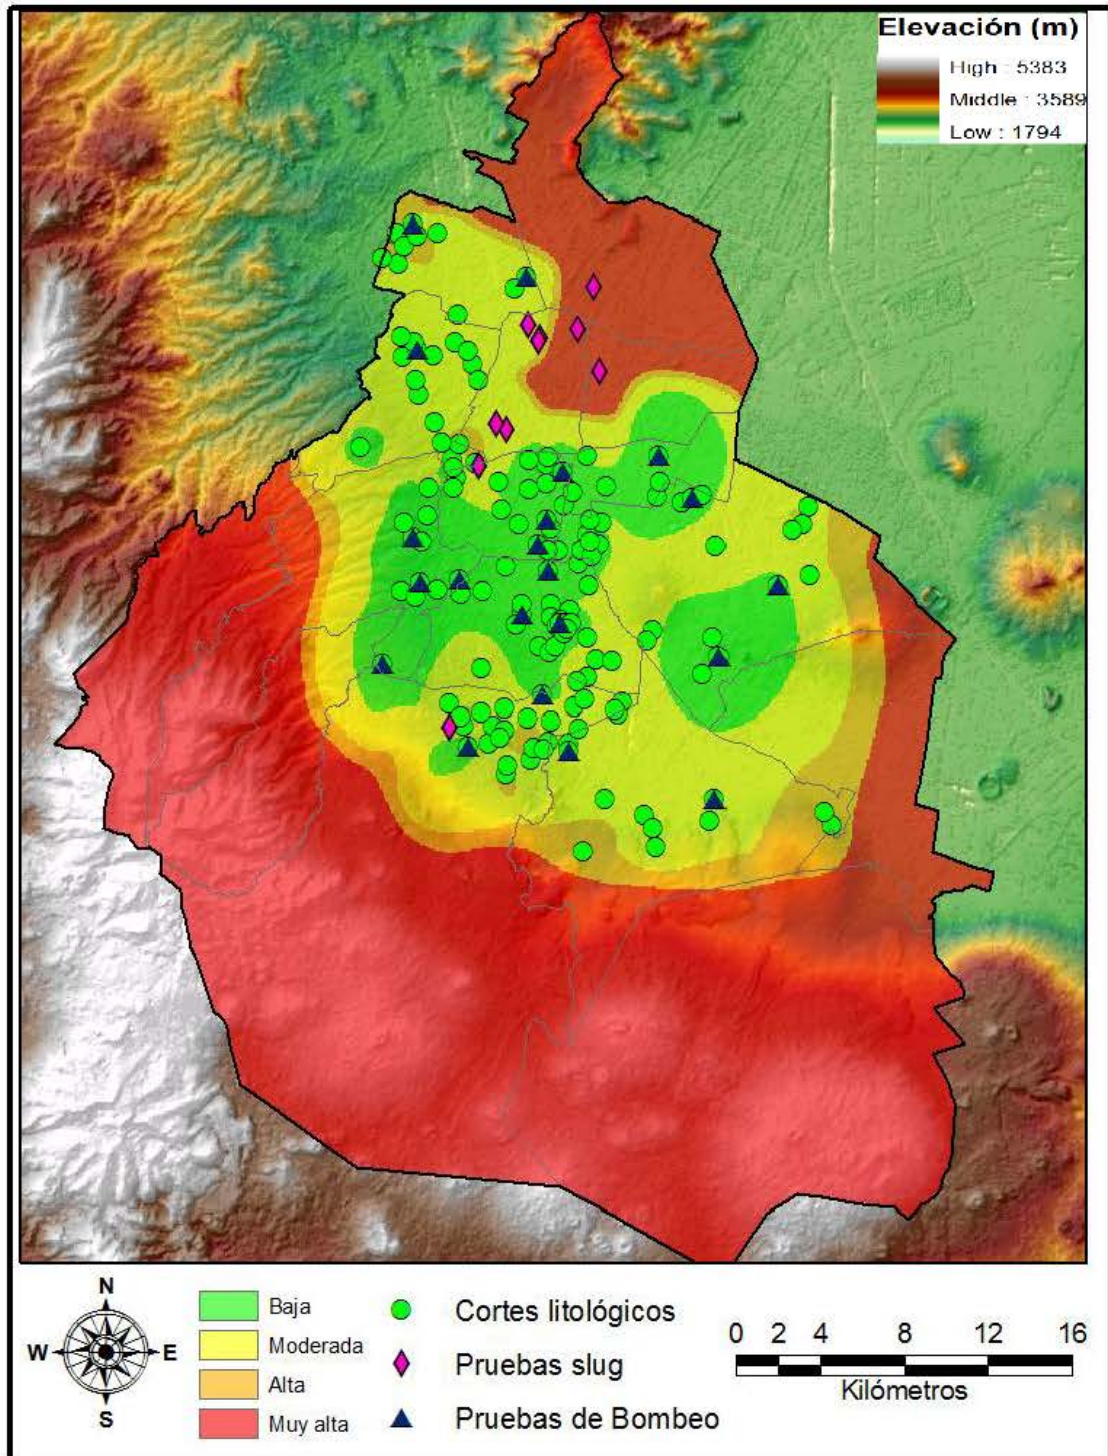 Elevación (m)
High : 5383
Middle : 3589
Low : 1794
N
W
E
S
Baja
Moderada
Alta
Muy alta
Cortes litológicos
Pruebas slug
Pruebas de Bombeo
0 2 4 8 12 16
Kilómetros